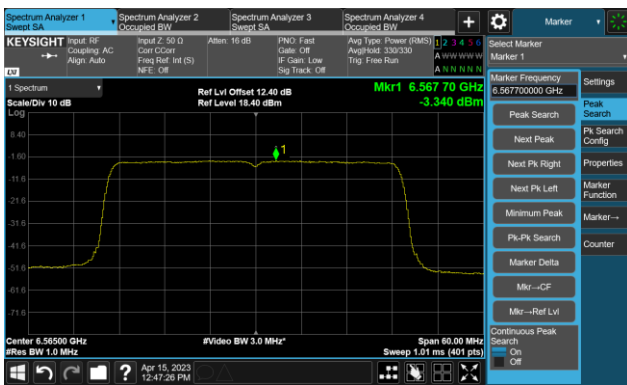 Spectrum Analyzer 1
Swept SA
Spectrum Analyzer 2
Occupied BW
Spectrum Analyzer 3
Swept SA
Spectrum Analyzer 4
Occupied BW
+
Marker
KEYSIGHT
Input: RF
Coupling: AC
Align: Auto
Input Z: 50 Ω
Corr CCorr
Freq Ref: Int (S)
NFE: Off
Atten: 16 dB
PNO: Fast
Gate: Off
IF Gain: Low
Sig Track: Off
Avg Type: Power (RMS)
Avg|Hold: 330/330
Trig: Free Run
1 2 3 4 5 6
A W W W W W
A N N N N N
Select Marker
Marker 1
LXI
1 Spectrum
Scale/Div 10 dB
Log
Ref Lvl Offset 12.40 dB
Ref Level 18.40 dBm
Mkr1 6.567 70 GHz
-3.340 dBm
8.40
-1.60
-11.6
-21.6
-31.6
-41.6
-51.6
-61.6
-71.6
1
Center 6.56500 GHz
#Res BW 1.0 MHz
#Video BW 3.0 MHz*
Span 60.00 MHz
Sweep 1.01 ms (401 pts)
Marker Frequency
6.567700000 GHz
Peak Search
Next Peak
Next Pk Right
Next Pk Left
Minimum Peak
Pk-Pk Search
Marker Delta
Mkr→CF
Mkr→Ref Lvl
Continuous Peak
Search
On
Off
Settings
Peak
Search
Pk Search
Config
Properties
Marker
Function
Marker→
Counter
?
Apr 15, 2023
12:47:26 PM